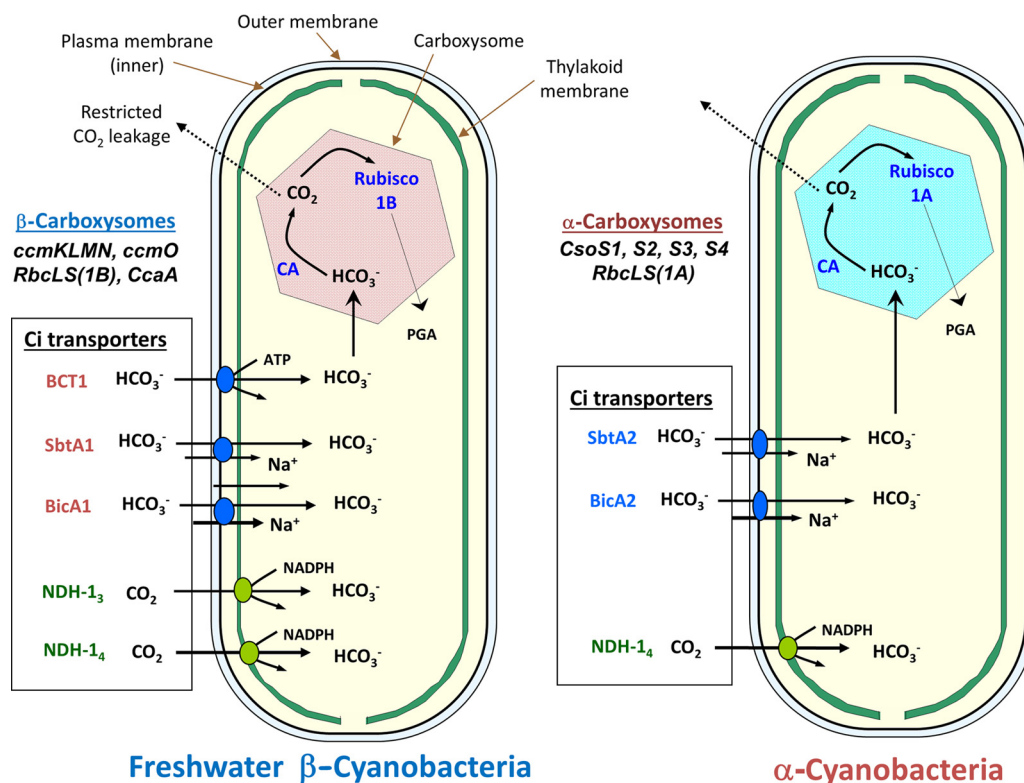 Outer membrane
Plasma membrane
(inner)
Carboxysome
Thylakoid
membrane
Restricted
CO₂ leakage
CO₂
Rubisco
1B
CA
HCO₃⁻
PGA
β-Carboxysomes
ccmKLMN, ccmO
RbcLS(1B), CcaA
Ci transporters
BCT1 HCO₃⁻ ATP HCO₃⁻
SbtA1 HCO₃⁻ HCO₃⁻
Na⁺
BicA1 HCO₃⁻ HCO₃⁻
Na⁺
NADPH
NDH-1₃ CO₂ HCO₃⁻
NADPH
NDH-1₄ CO₂ HCO₃⁻
Freshwater β-Cyanobacteria
CO₂
Rubisco
1A
CA
HCO₃⁻
PGA
α-Carboxysomes
CsoS1, S2, S3, S4
RbcLS(1A)
Ci transporters
SbtA2 HCO₃⁻ HCO₃⁻
Na⁺
BicA2 HCO₃⁻ HCO₃⁻
Na⁺
NADPH
NDH-1₄ CO₂ HCO₃⁻
α-Cyanobacteria